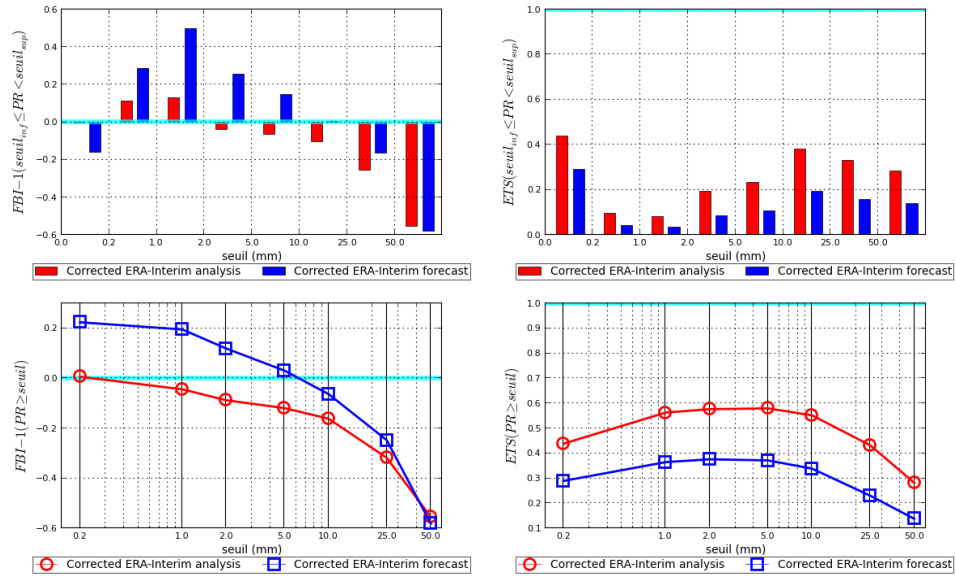 0.6
0.4
0.2
0.0
−0.2
−0.4
−0.6
FBI−1(seuil_inf ≤ PR < seuil_sup)
0.0 0.2 1.0 2.0 5.0 10.0 25.0 50.0
seuil (mm)
Corrected ERA-Interim analysis Corrected ERA-Interim forecast
1.0
0.8
0.6
0.4
0.2
0.0
ETS(seuil_inf ≤ PR < seuil_sup)
0.0 0.2 1.0 2.0 5.0 10.0 25.0 50.0
seuil (mm)
Corrected ERA-Interim analysis Corrected ERA-Interim forecast
0.2
0.0
−0.2
−0.4
−0.6
FBI−1(PR ≥ seuil)
0.2 1.0 2.0 5.0 10.0 25.0 50.0
seuil (mm)
Corrected ERA-Interim analysis Corrected ERA-Interim forecast
1.0
0.9
0.8
0.7
0.6
0.5
0.4
0.3
0.2
0.1
ETS(PR ≥ seuil)
0.2 1.0 2.0 5.0 10.0 25.0 50.0
seuil (mm)
Corrected ERA-Interim analysis Corrected ERA-Interim forecast